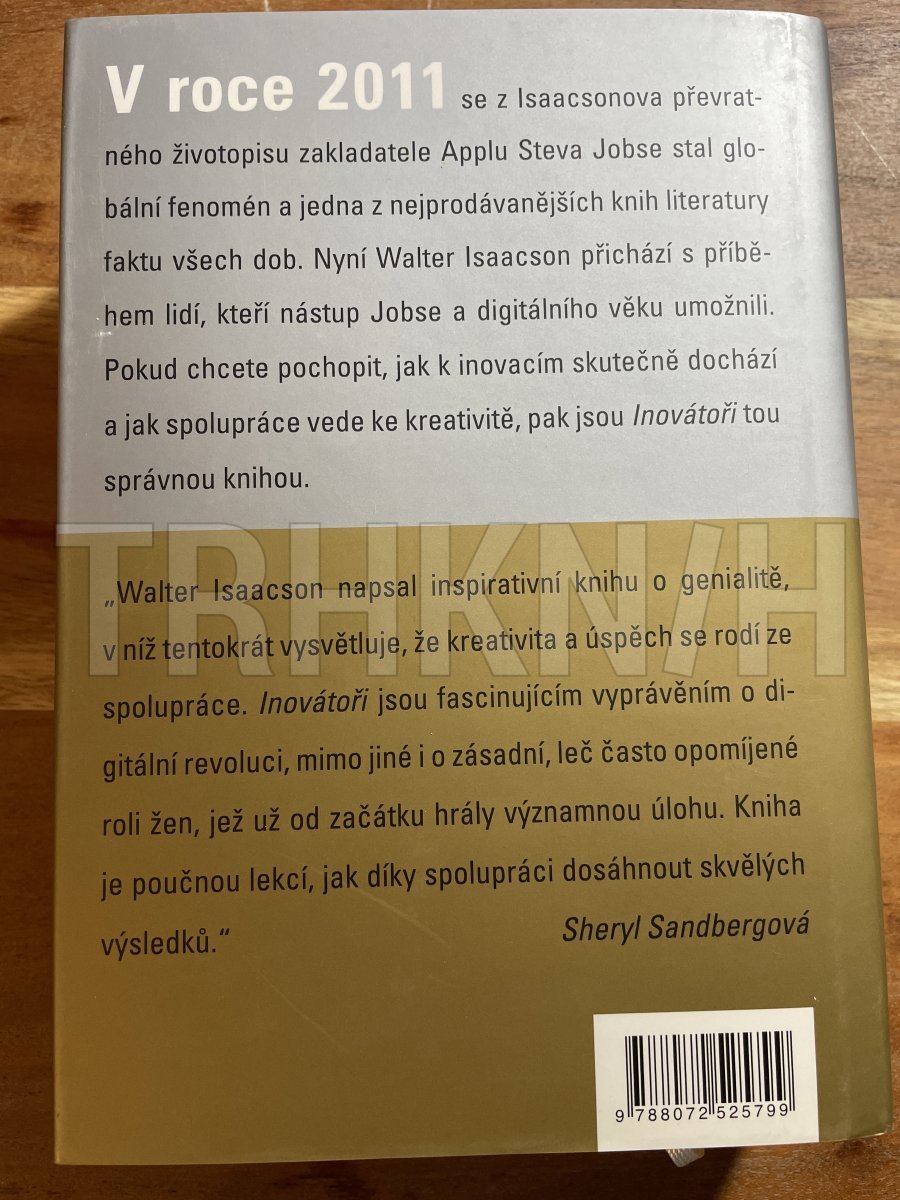 V roce 2011 se z Isaacsonova převrat-
ného životopisu zakladatele Applu Steva Jobse stal glo-
bální fenomén a jedna z nejprodávanějších knih literatury
faktu všech dob. Nyní Walter Isaacson přichází s příbě-
hem lidí, kteří nástup Jobse a digitálního věku umožnili.
Pokud chcete pochopit, jak k inovacím skutečně dochází
a jak spolupráce vede ke kreativitě, pak jsou Inovátoři tou
správnou knihou.
TRHKNIH
„Walter Isaacson napsal inspirativní knihu o genialitě,
v níž tentokrát vysvětluje, že kreativita a úspěch se rodí ze
spolupráce. Inovátoři jsou fascinujícím vyprávěním o di-
gitální revoluci, mimo jiné i o zásadní, leč často opomíjené
roli žen, jež už od začátku hrály významnou úlohu. Kniha
je poučnou lekcí, jak díky spolupráci dosáhnout skvělých
výsledků.“
Sheryl Sandbergová
9 788072 525799